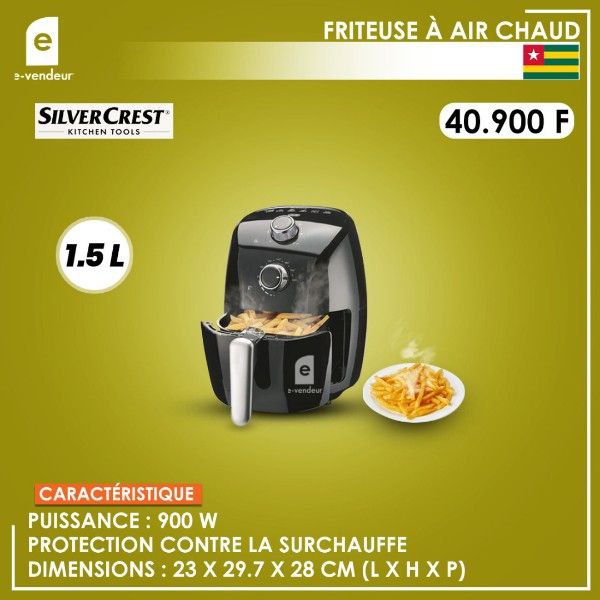 e
e-vendeur
FRITEUSE À AIR CHAUD
SILVERCREST®
KITCHEN TOOLS
40.900 F
1.5 L
e
e-vendeur
CARACTÉRISTIQUE
PUISSANCE : 900 W
PROTECTION CONTRE LA SURCHAUFFE
DIMENSIONS : 23 X 29.7 X 28 CM (L X H X P)